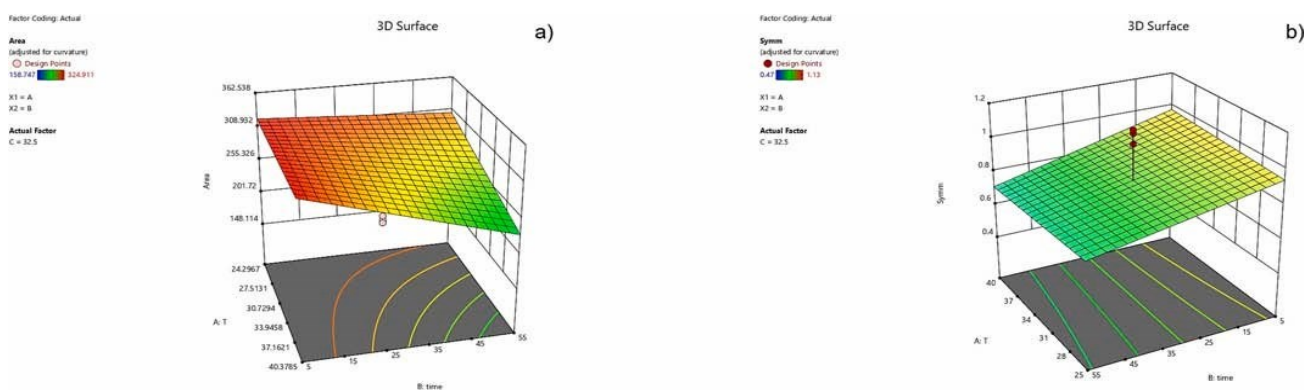 Factor Coding: Actual
3D Surface
a)
Area
(adjusted for curvature)
Design Points
158.747 324.911
X1 = A
X2 = B
Actual Factor
C = 32.5
362.538
308.932
255.326
201.72
148.114
Area
24.2967
27.5131
30.7294
33.9458
37.1621
40.3785
A: T
5
15
25
35
45
55
B: time
Factor Coding: Actual
3D Surface
b)
Symm
(adjusted for curvature)
Design Points
0.47 1.13
X1 = A
X2 = B
Actual Factor
C = 32.5
1.2
1
0.8
0.6
0.4
Symm
40
37
34
31
28
25
A: T
55
45
35
25
15
5
B: time